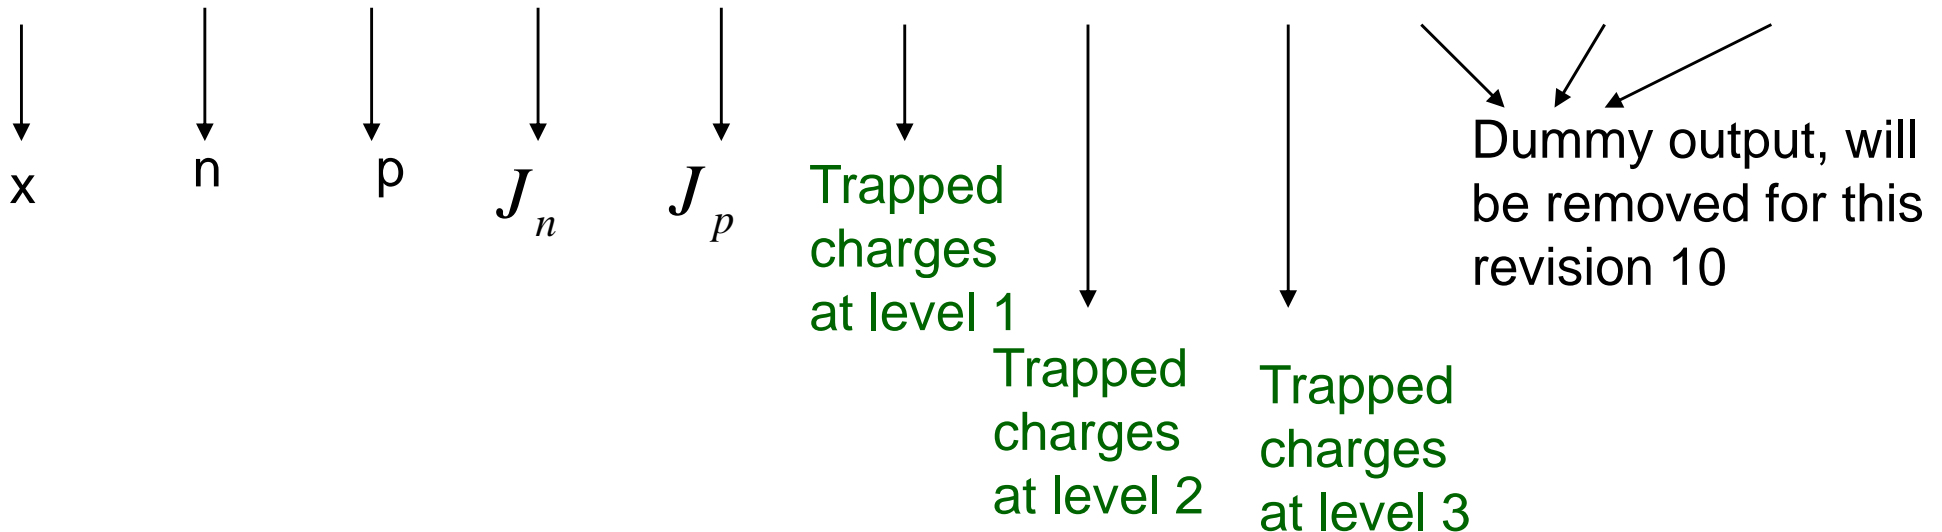 x
n
p
J n
J p
Trapped
charges
at level 1
Trapped
charges
at level 2
Trapped
charges
at level 3
Dummy output, will
be removed for this
revision 10